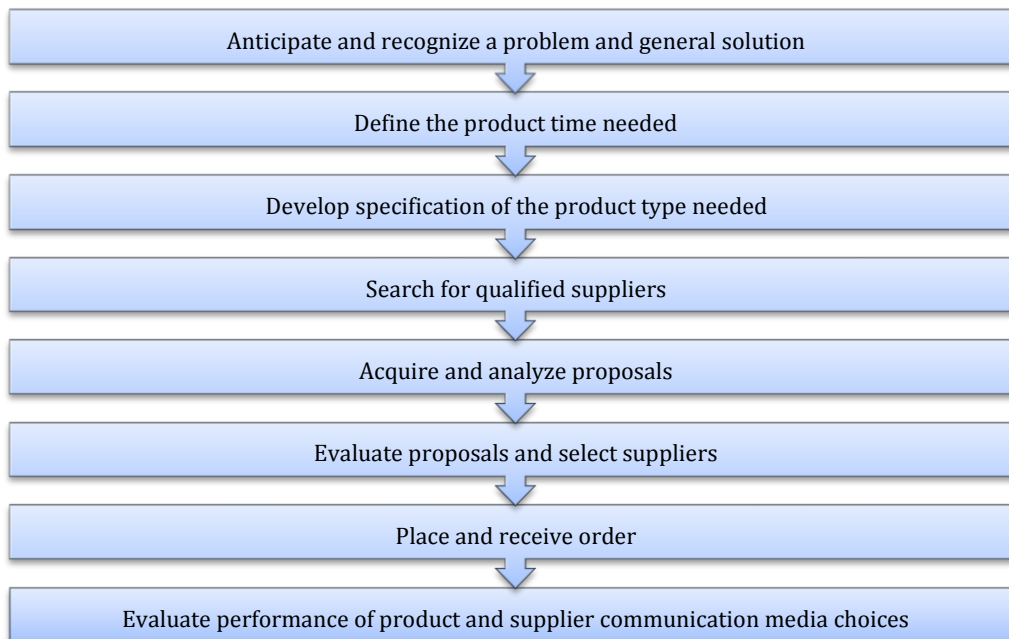 Anticipate and recognize a problem and general solution
Define the product time needed
Develop specification of the product type needed
Search for qualified suppliers
Acquire and analyze proposals
Evaluate proposals and select suppliers
Place and receive order
Evaluate performance of product and supplier communication media choices